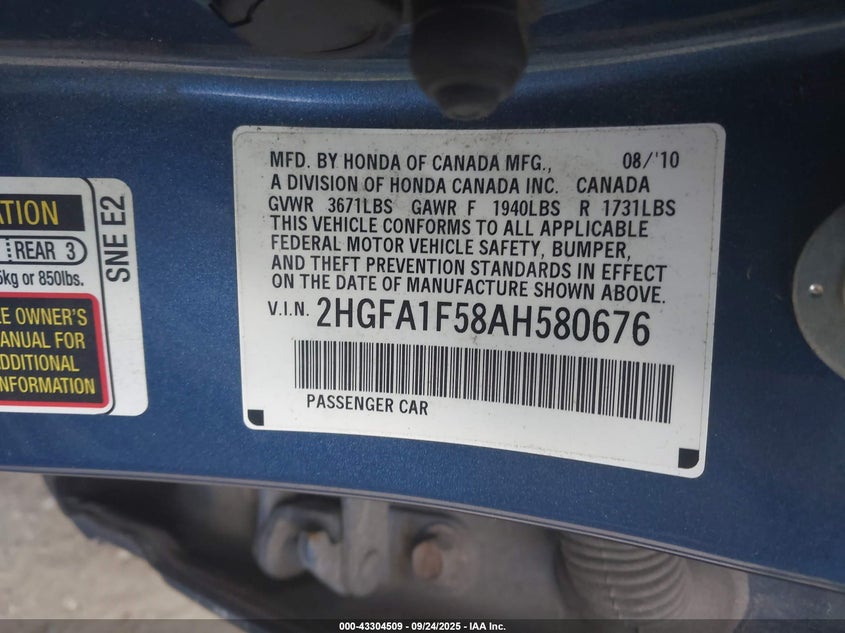 MFD. BY HONDA OF CANADA MFG., 08/'10
A DIVISION OF HONDA CANADA INC. CANADA
GVWR 3671LBS GAWR F 1940LBS R 1731LBS
THIS VEHICLE CONFORMS TO ALL APPLICABLE
FEDERAL MOTOR VEHICLE SAFETY, BUMPER,
AND THEFT PREVENTION STANDARDS IN EFFECT
ON THE DATE OF MANUFACTURE SHOWN ABOVE.
V.I.N. 2HGFA1F58AH580676
PASSENGER CAR
ATION
REAR 3
5kg or 850lbs.
E OWNER'S
ANUAL FOR
DDITIONAL
NFORMATION
SNE E2
000-43304509 - 09/24/2025 - IAA Inc.